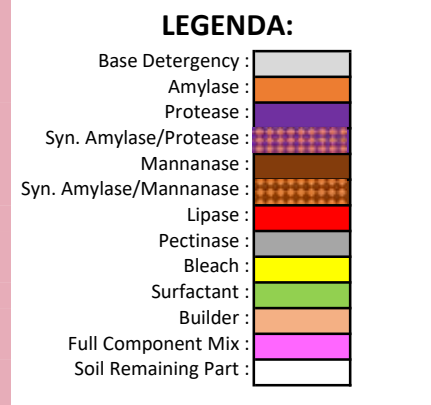 LEGENDA:
Base Detergency :
Amylase :
Protease :
Syn. Amylase/Protease :
Mannanase :
Syn. Amylase/Mannanase :
Lipase :
Pectinase :
Bleach :
Surfactant :
Builder :
Full Component Mix :
Soil Remaining Part :